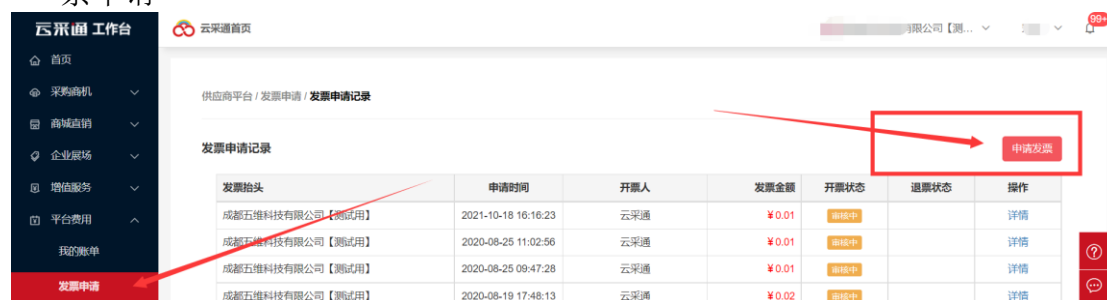 票申请
云采通 工作台
云采通首页
限公司【测...
99+
首页
采购商机
商城直销
企业展场
增值服务
平台费用
我的账单
发票申请
供应商平台 / 发票申请 / 发票申请记录
发票申请记录
申请发票
发票抬头 申请时间 开票人 发票金额 开票状态 退票状态 操作
成都五维科技有限公司【测试用】 2021-10-18 16:16:23 云采通 ¥0.01 审核中 详情
成都五维科技有限公司【测试用】 2020-08-25 11:02:56 云采通 ¥0.01 审核中 详情
成都五维科技有限公司【测试用】 2020-08-25 09:47:28 云采通 ¥0.01 审核中 详情
成都五维科技有限公司【测试用】 2020-08-19 17:48:13 云采通 ¥0.02 审核中 详情